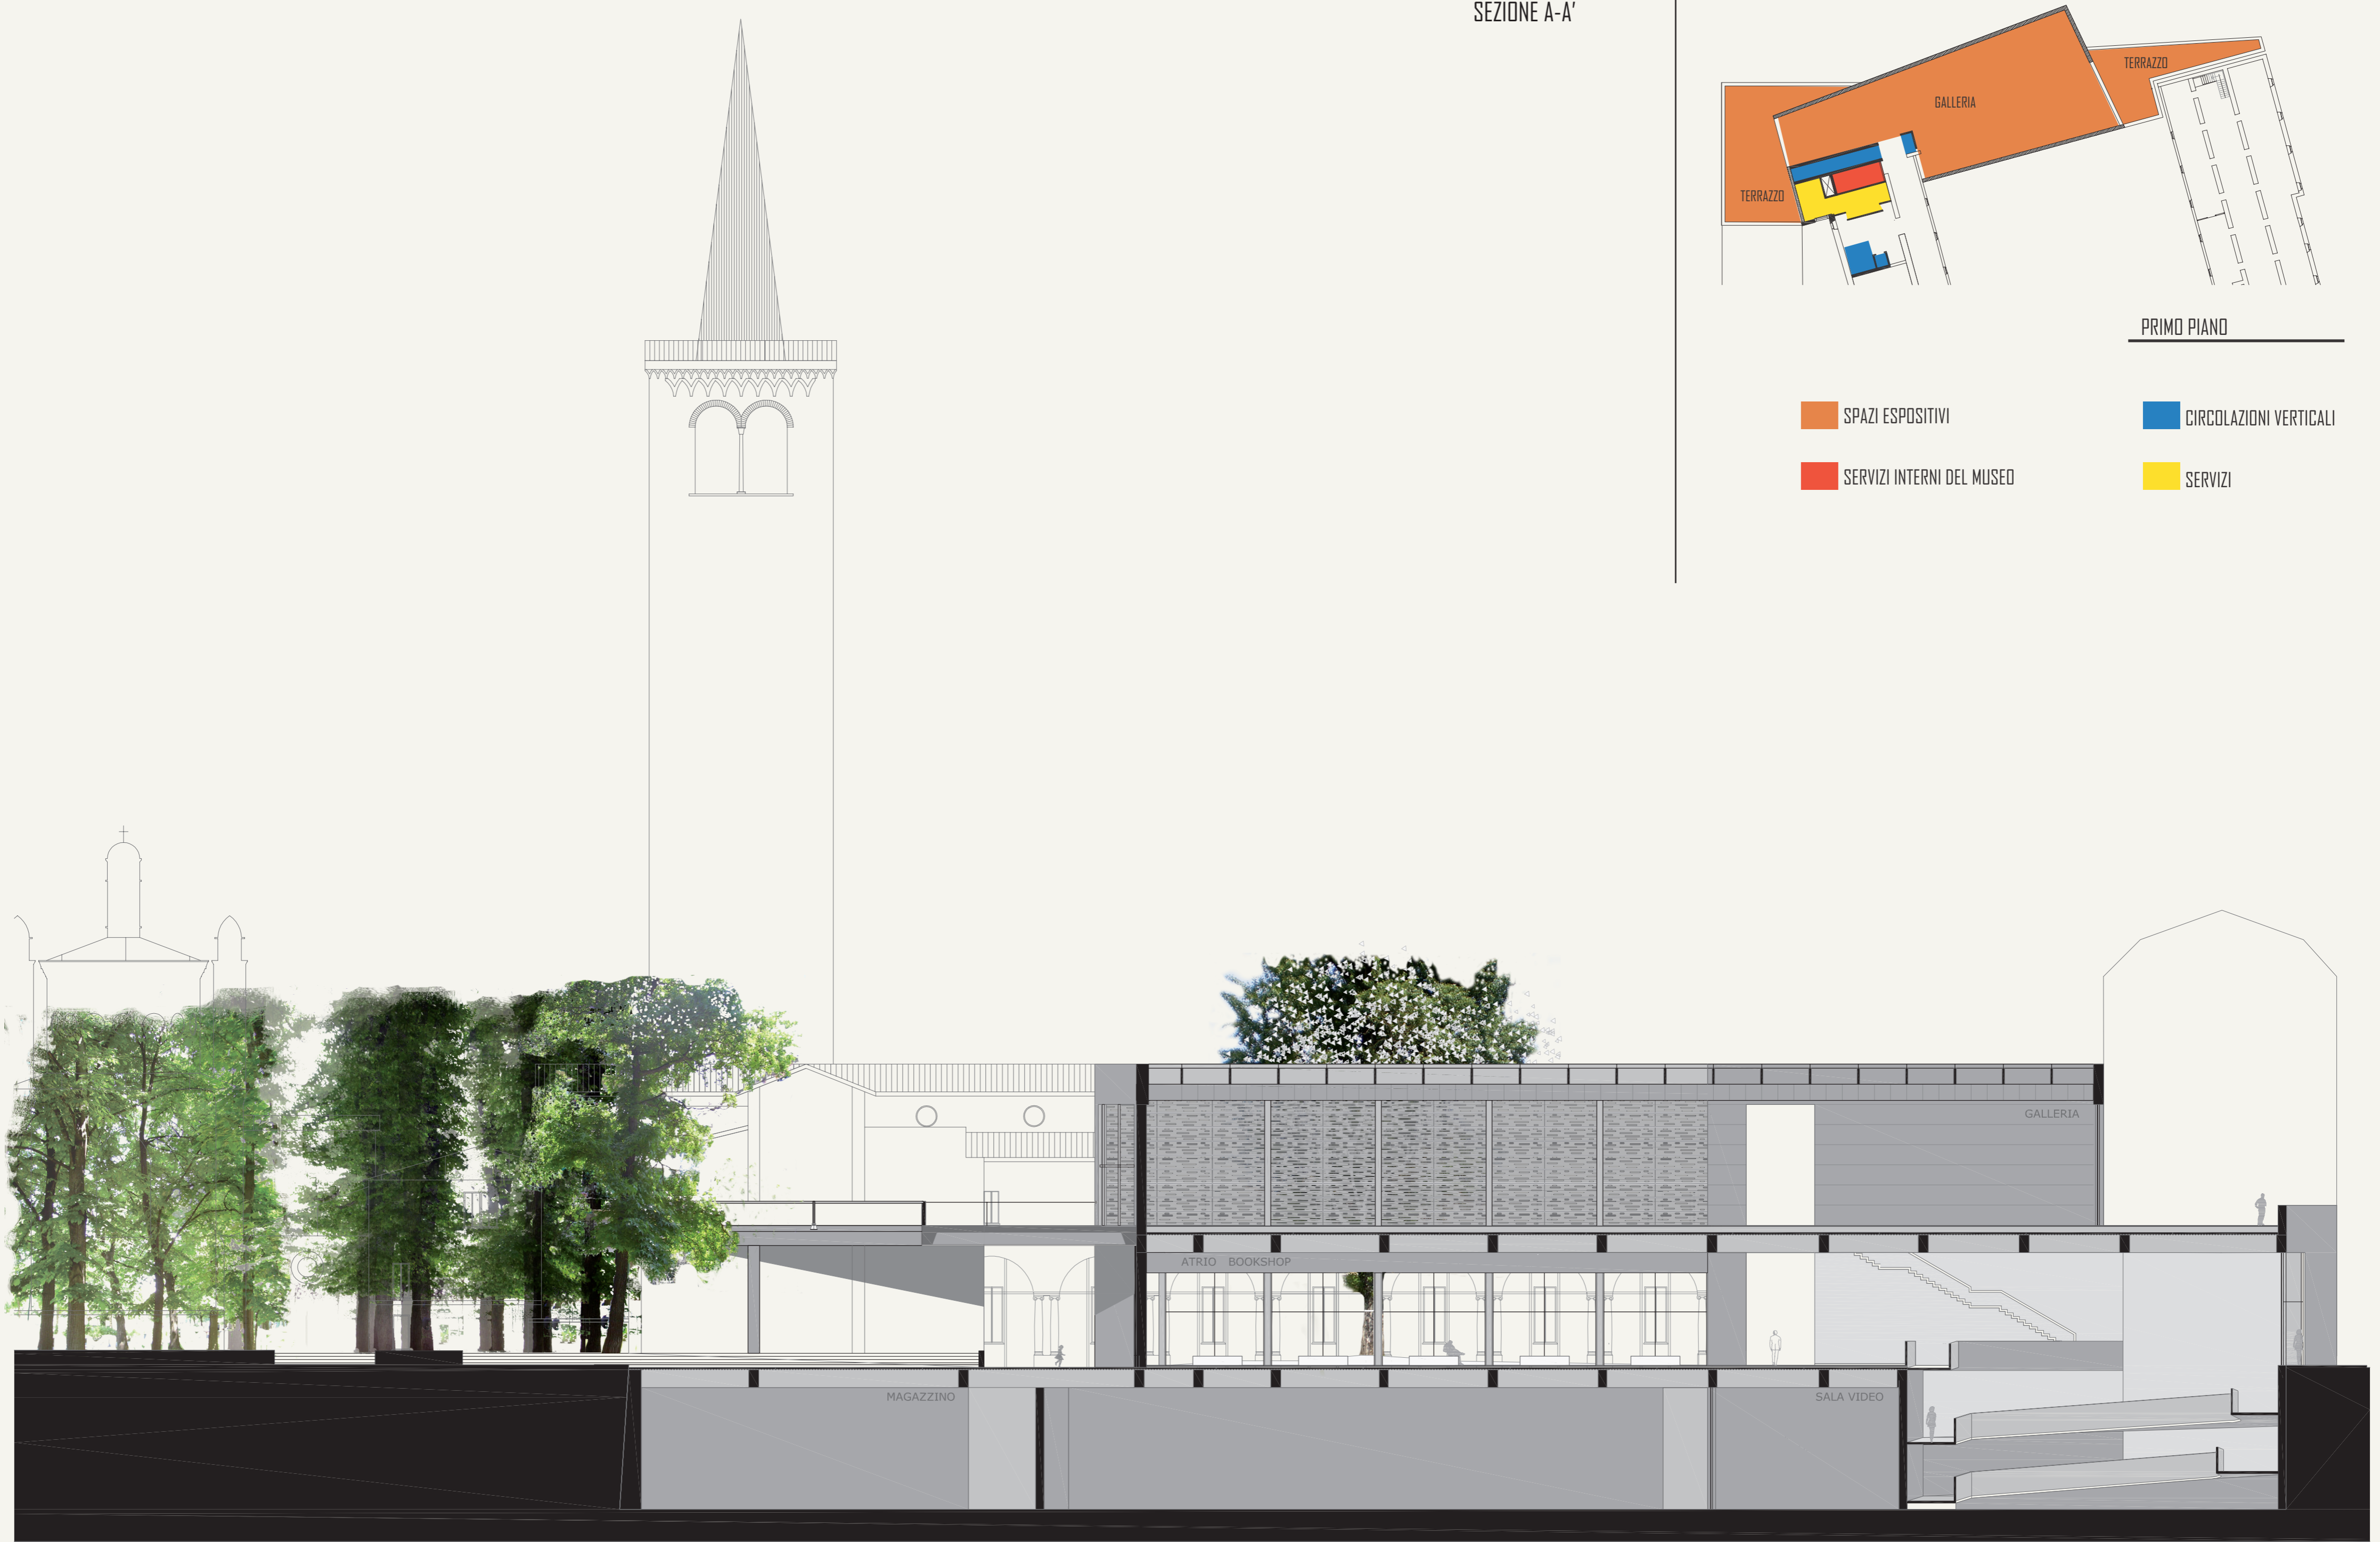 SEZIONE A-A'
TERRAZZO
GALLERIA
TERRAZZO
PRIMO PIANO
SPAZI ESPOSITIVI
CIRCOLAZIONI VERTICALI
SERVIZI INTERNI DEL MUSEO
SERVIZI
GALLERIA
ATRIO BOOKSHOP
MAGAZZINO
SALA VIDEO